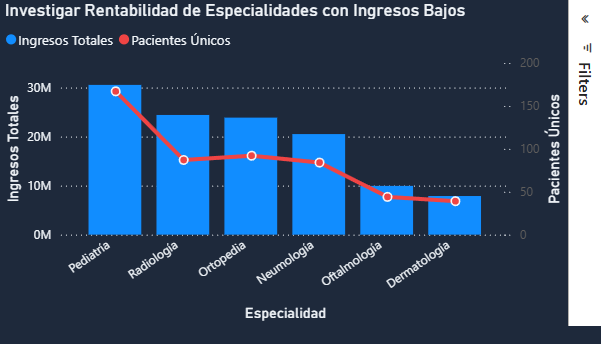 Investigar Rentabilidad de Especialidades con Ingresos Bajos
Ingresos Totales
Pacientes Únicos
Ingresos Totales
30M
20M
10M
0M
200
150
100
50
0
Pacientes Únicos
Pediatría
Radiología
Ortopedia
Neumología
Oftalmología
Dermatología
Especialidad
Filters